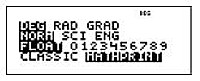 DEG
DEG RAD GRAD
NORM SCI ENG
FLOAT 0123456789
CLASSIC MATHPRINT